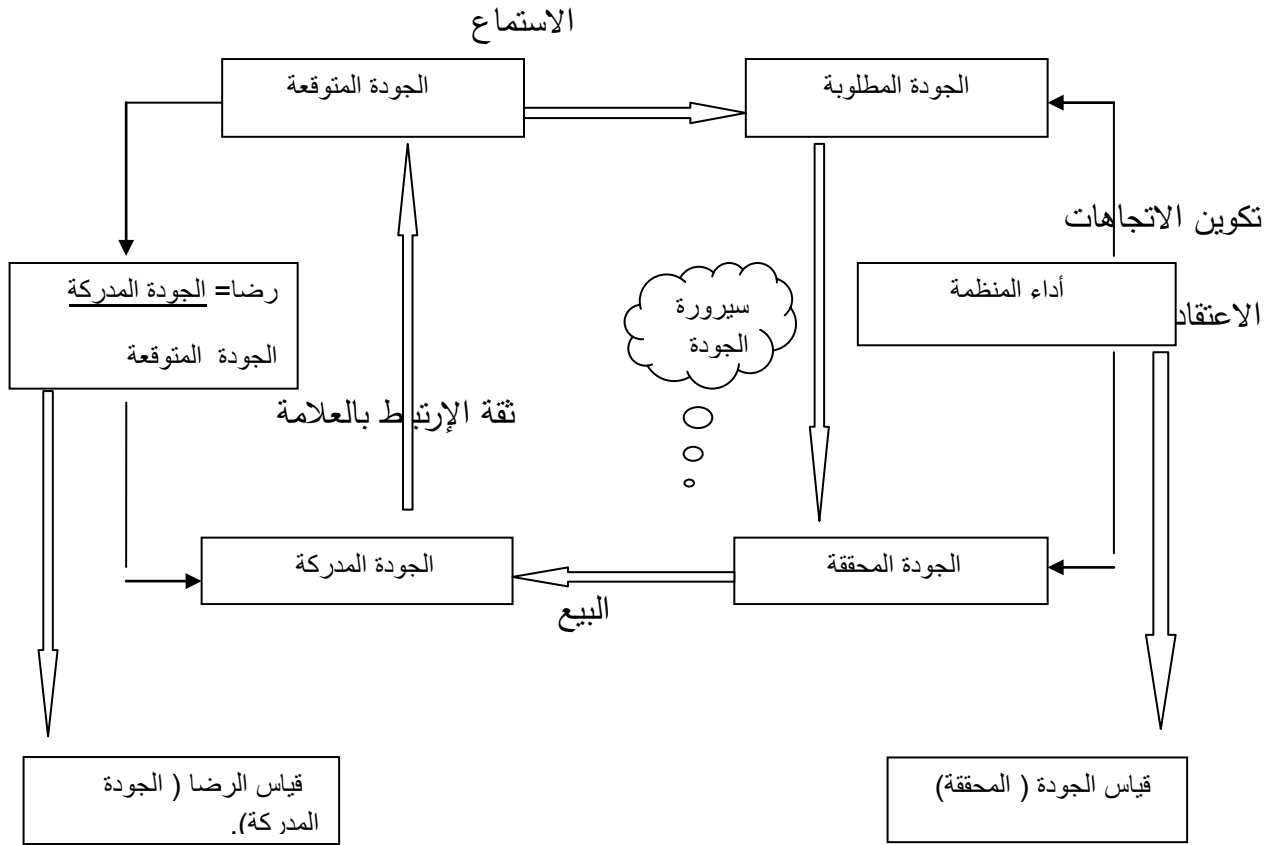 الاستماع
الجودة المطلوبة
الجودة المتوقعة
تكوين الاتجاهات
أداء المنظمة
سيرورة
الجودة
رضا= الجودة المدركة
الجودة المتوقعة
الاعتقاد
ثقة الإرتبط بالعلامة
الجودة المحققة
الجودة المدركة
البيع
قياس الجودة ( المحققة)
قياس الرضا ( الجودة
المدركة).